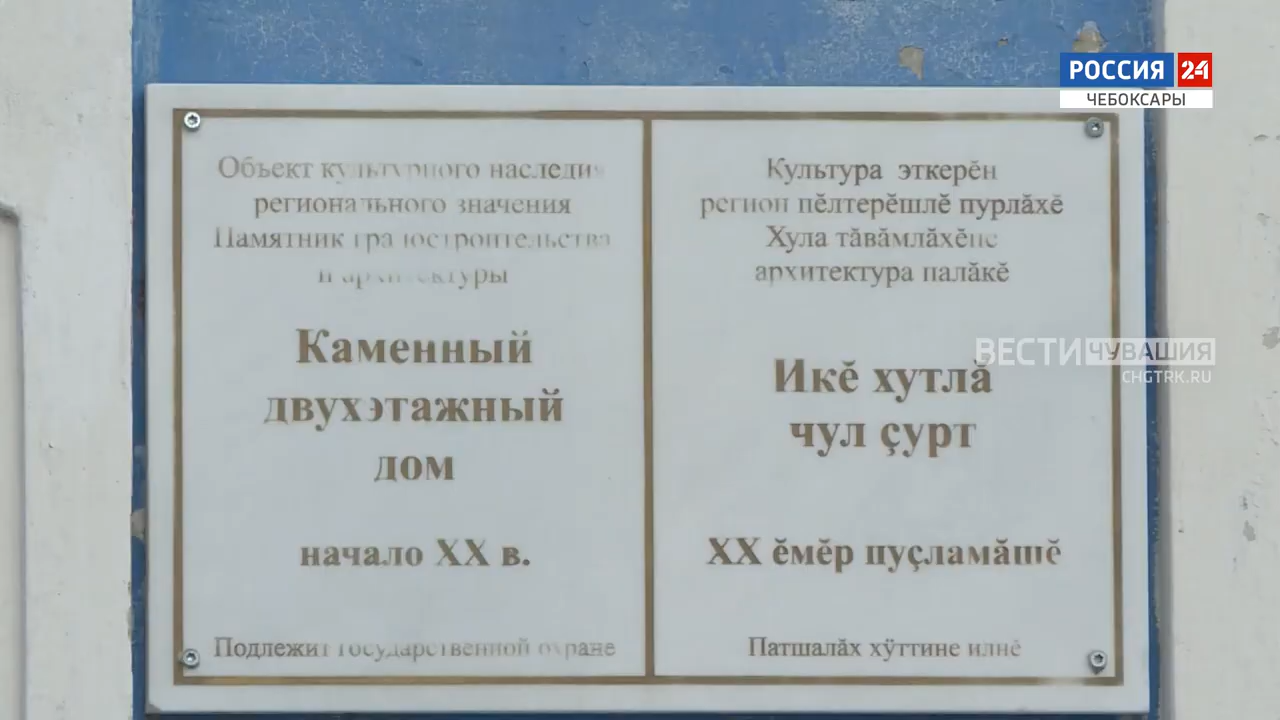 РОССИЯ 24
ЧЕБОКСАРЫ
Объект культурного наследия
регионального значения
Памятник градостроительства
и архитектуры
Каменный
двухэтажный
дом
начало XX в.
Подлежит государственной охране
Культура эткерӗн
регион пӗлтерӗшлӗ пурлӑхӗ
Хула тӑвӑмлӑхӗпе
архитектура палӑкӗ
Икӗ хутлӑ
чул ҫурт
XX ӗмӗр пуҫламӑшӗ
Патшалӑх хӳттине илнӗ
ВЕСТИ ЧУВАШИЯ
CHGTRK.RU